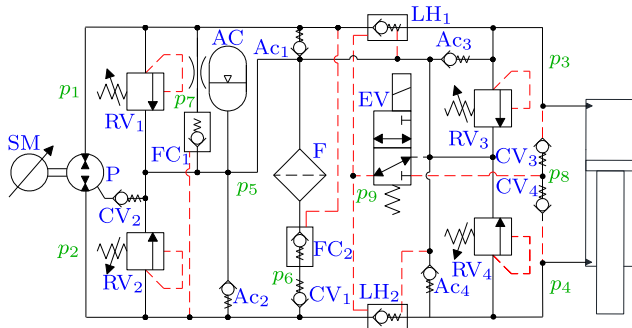 LH1
AC
Ac1
Ac3
p3
EV
p1
p7
RV1
RV3
SM
FC1
F
CV3
P
p5
p8
CV4
p9
CV2
p2
FC2
RV2
p6
RV4
Ac2
CV1
LH2
Ac4
p4